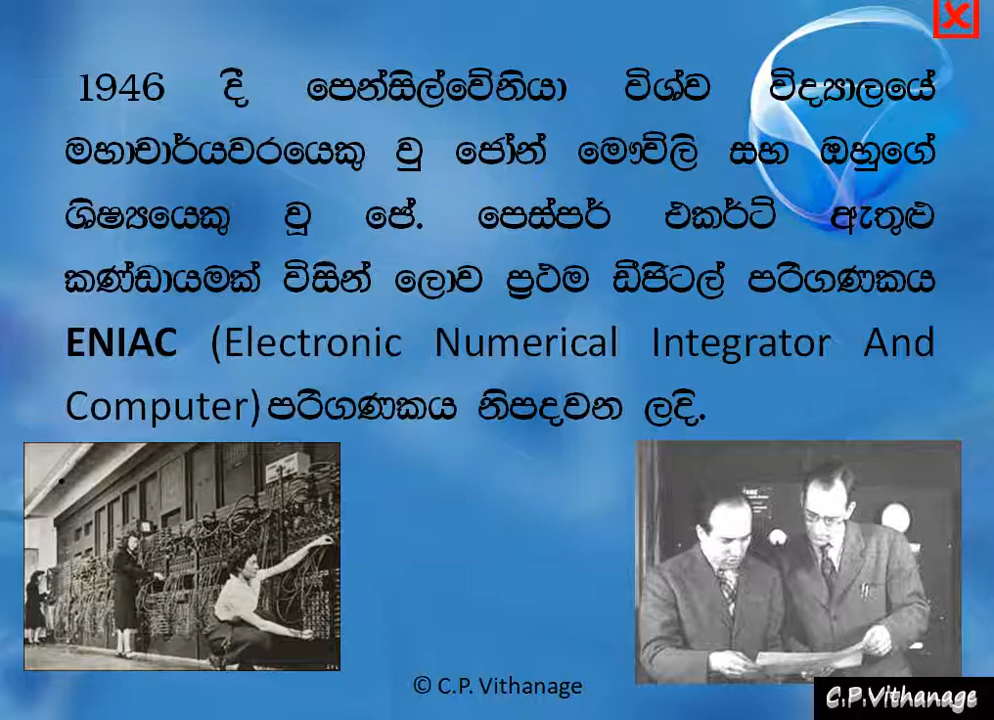 1946 දී පෙන්සිල්වේනියා විශ්ව විද්‍යාලයේ
මහාචාර්යවරයෙකු වු ජෝන් මෞචිලි සහ ඔහුගේ
ශිෂ්‍යයෙකු වූ ජේ. පෙස්පර් එකර්ට් ඇතුළු
කණ්ඩායමක් විසින් ලොව ප්‍රථම ඩිජිටල් පරිගණකය
ENIAC (Electronic Numerical Integrator And
Computer) පරිගණකය නිපදවන ලදි.
© C.P. Vithanage
C.P.Vithanage